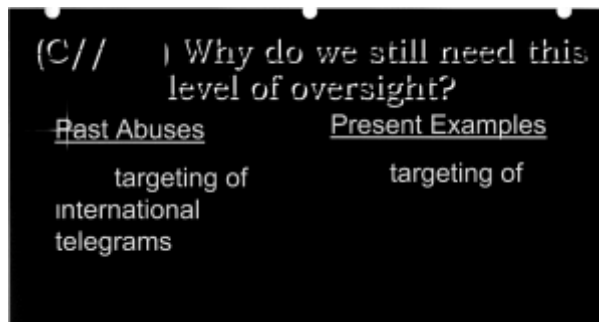 (C// ) Why do we still need this
level of oversight?
Past Abuses
targeting of
international
telegrams
Present Examples
targeting of